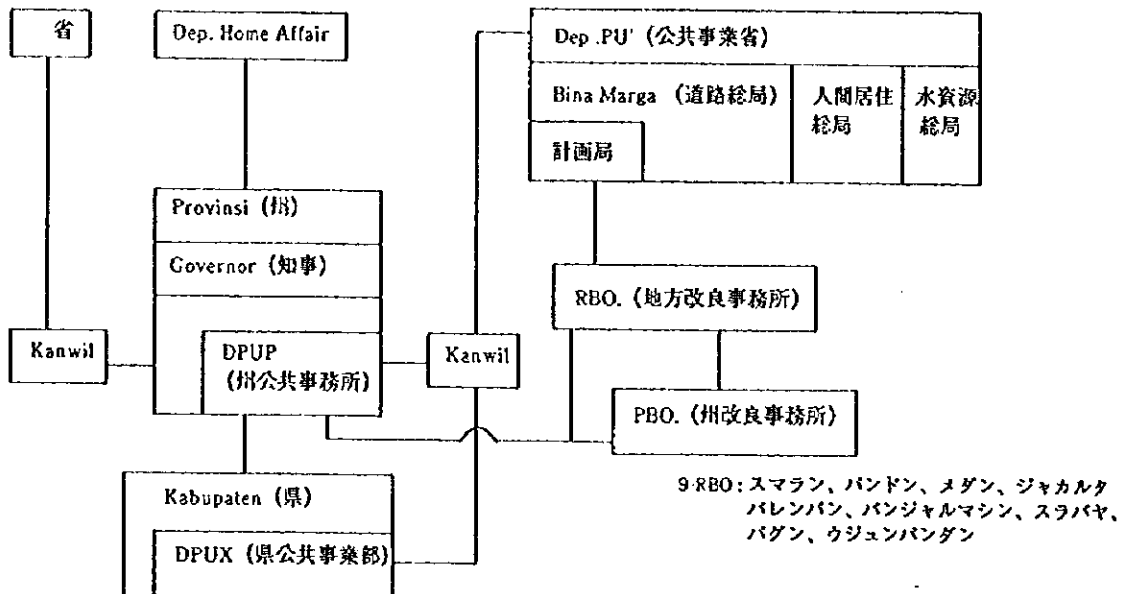 省
Dep. Home Affair
Dep .PU' (公共事業省)
Bina Marga (道路総局)
人間居住
総局
水資源
総局
計画局
Provinsi (州)
Governor (知事)
RBO. (地方改良事務所)
Kanwil
DPUP
(州公共事務所)
Kanwil
PBO. (州改良事務所)
Kabupaten (県)
DPUX (県公共事業部)
9 RBO: スマラン、バンドン、メダン、ジャカルタ
パレンバン、バンジャルマシン、スラバヤ、
パダン、ウジュンパンダン